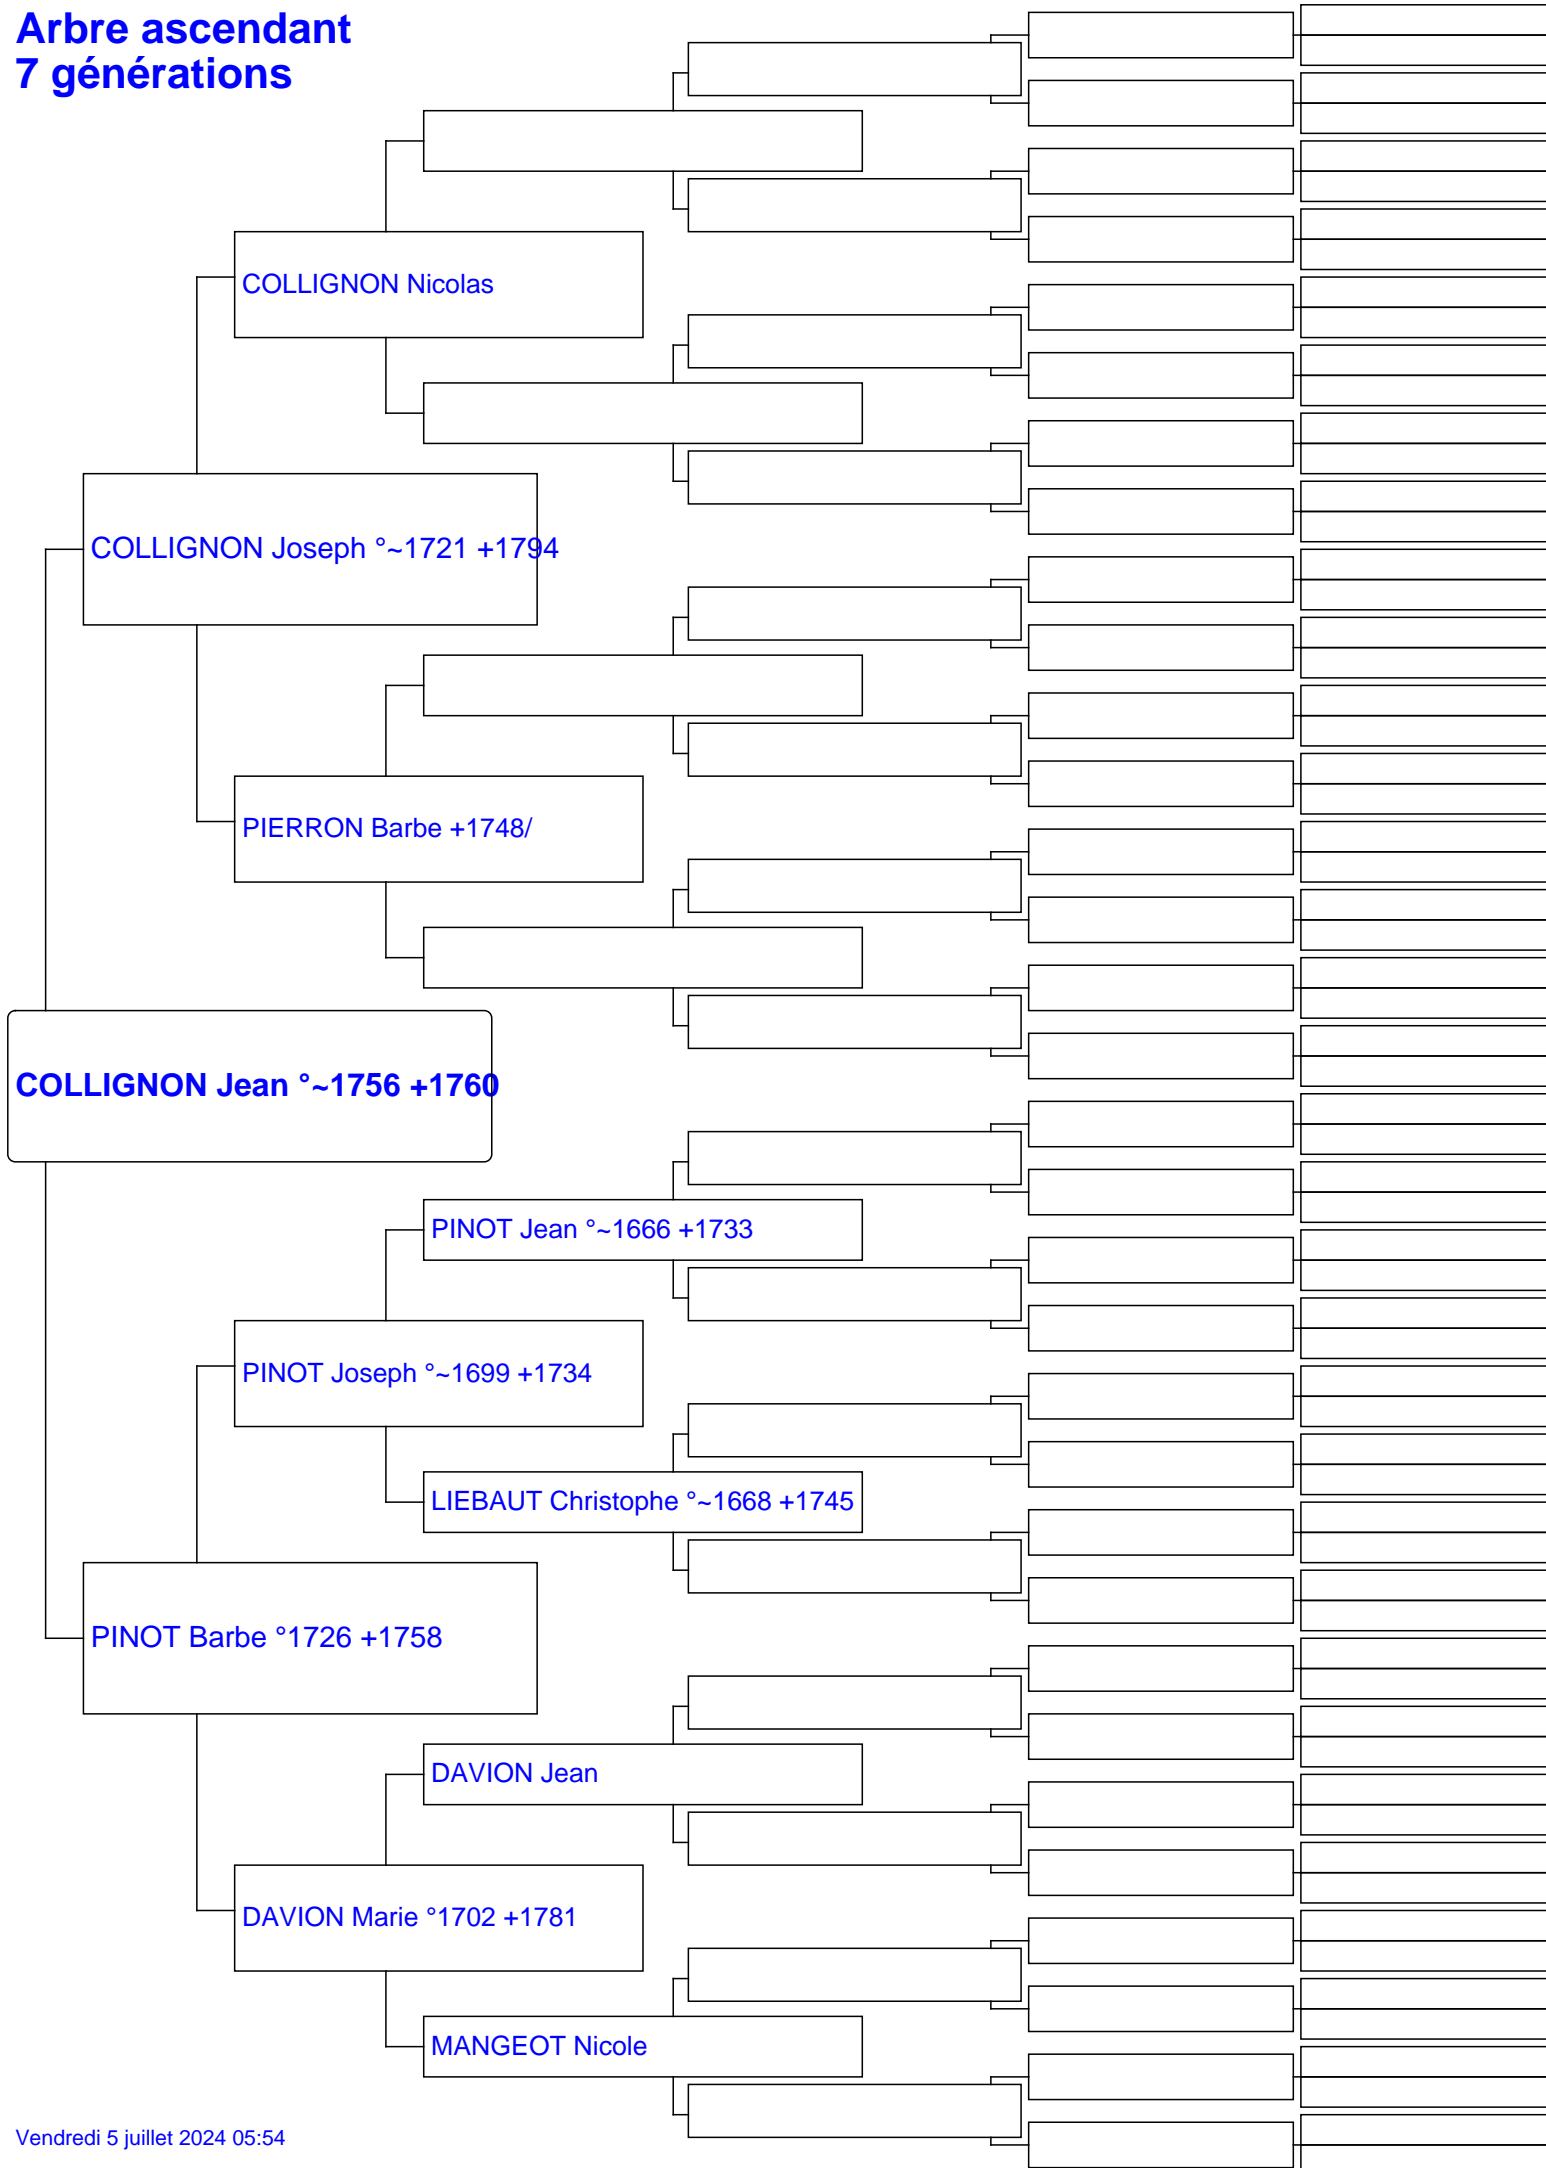 Arbre ascendant
7 générations
COLLIGNON Nicolas
COLLIGNON Joseph °~1721 +1794
PIERRON Barbe +1748/
COLLIGNON Jean °~1756 +1760
PINOT Jean °~1666 +1733
PINOT Joseph °~1699 +1734
LIEBAUT Christophe °~1668 +1745
PINOT Barbe °1726 +1758
DAVION Jean
DAVION Marie °1702 +1781
MANGEOT Nicole
Vendredi 5 juillet 2024 05:54